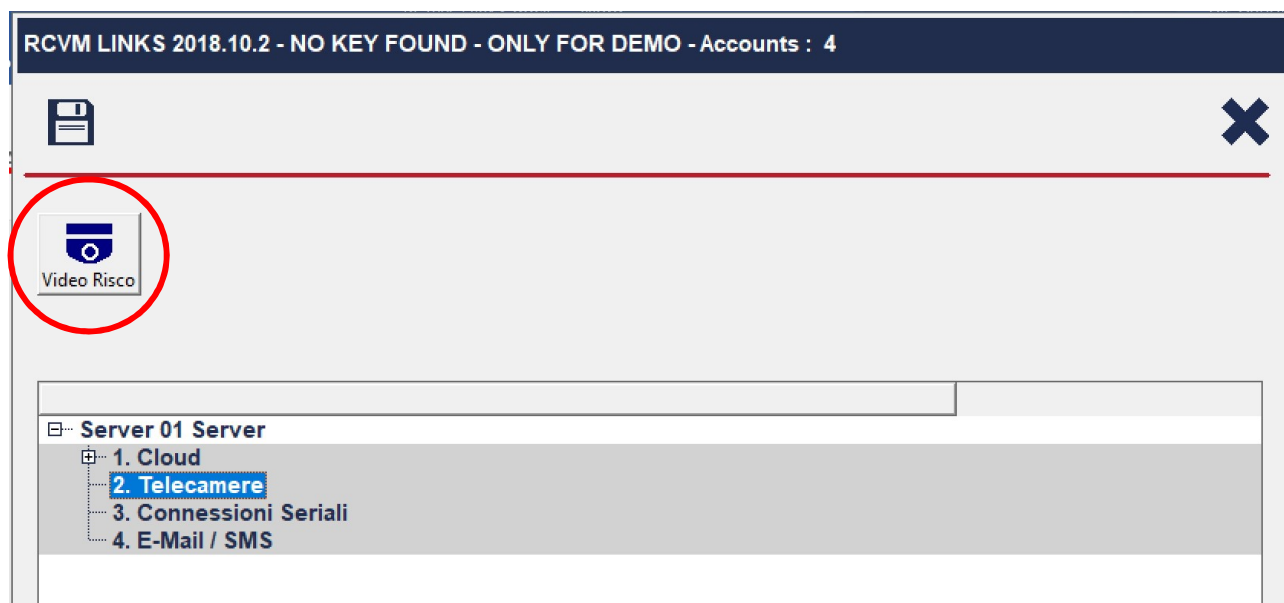 RCVM LINKS 2018.10.2 - NO KEY FOUND - ONLY FOR DEMO - Accounts : 4
Video Risco
Server 01 Server
1. Cloud
2. Telecamere
3. Connessioni Seriali
4. E-Mail / SMS